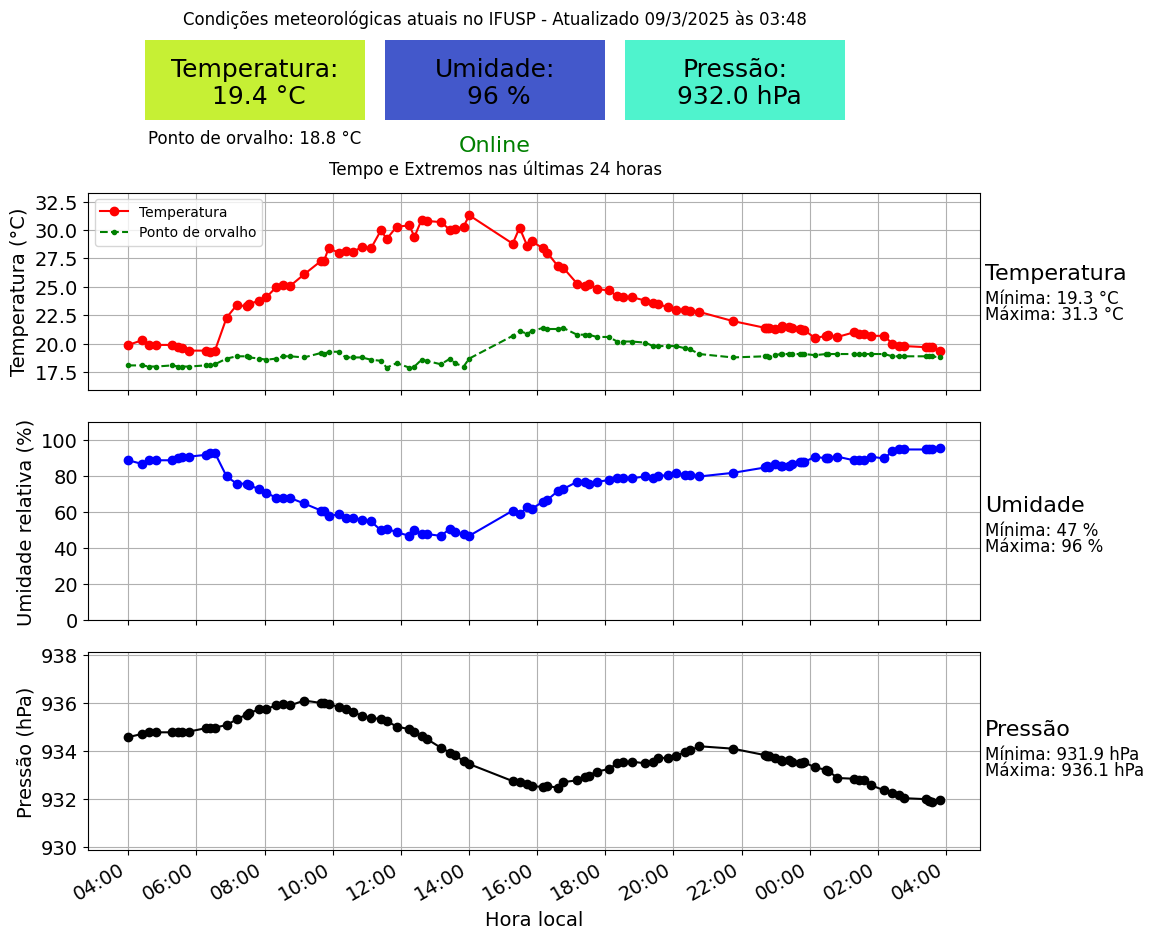 Condições meteorológicas atuais no IFUSP - Atualizado 09/3/2025 às 03:48
Temperatura:
19.4 °C
Umidade:
96 %
Pressão:
932.0 hPa
Ponto de orvalho: 18.8 °C
Online
Tempo e Extremos nas últimas 24 horas
Temperatura (°C)
32.5
30.0
27.5
25.0
22.5
20.0
17.5
Temperatura
Ponto de orvalho
Temperatura
Mínima: 19.3 °C
Máxima: 31.3 °C
Umidade relativa (%)
100
80
60
40
20
0
Umidade
Mínima: 47 %
Máxima: 96 %
Pressão (hPa)
938
936
934
932
930
Pressão
Mínima: 931.9 hPa
Máxima: 936.1 hPa
04:00
06:00
08:00
10:00
12:00
14:00
16:00
18:00
20:00
22:00
00:00
02:00
04:00
Hora local